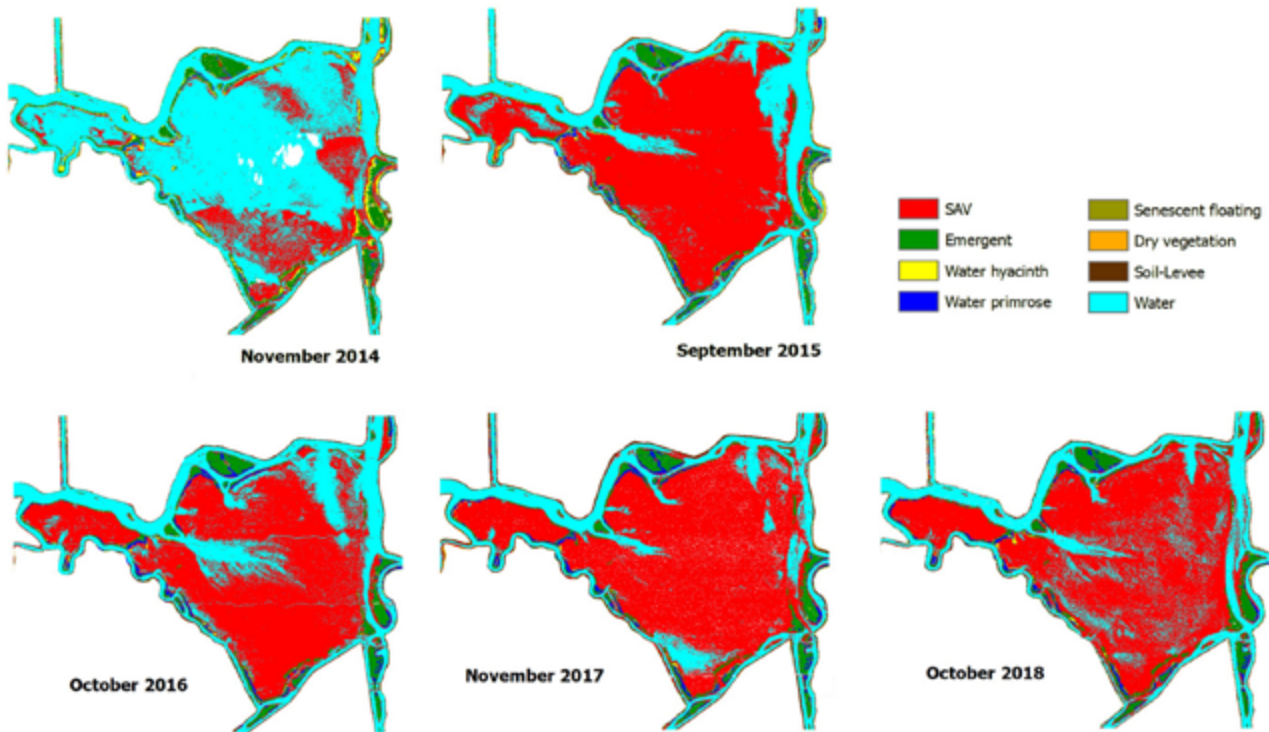 SAV
Senescent floating
Emergent
Dry vegetation
Water hyacinth
Soil-Levee
Water primrose
Water
November 2014
September 2015
October 2016
November 2017
October 2018